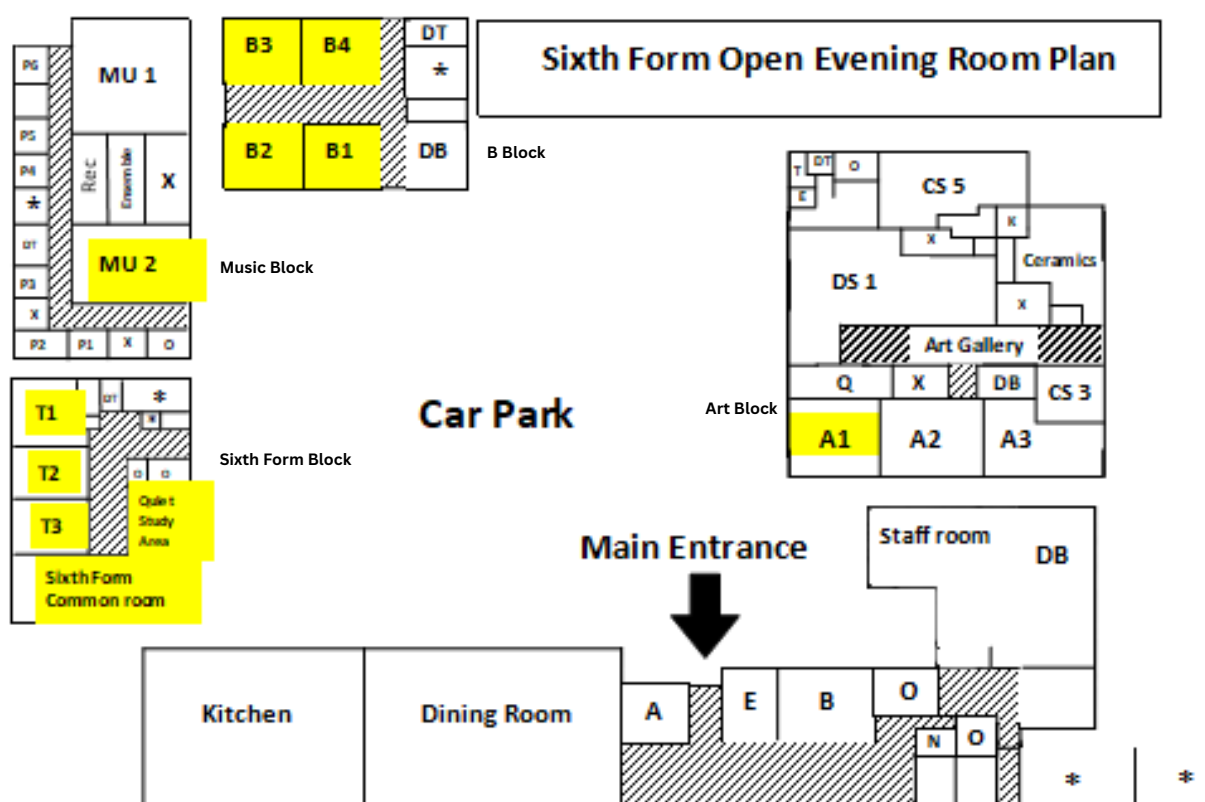 Sixth Form Open Evening Room Plan
B3
B4
DT
*
B2
B1
DB
B Block
P6
MU 1
P5
P4
*
Rec
Ensemble
X
DT
MU 2
Music Block
P3
X
P2
P1
X
O
T
DT
O
E
CS 5
K
X
Ceramics
DS 1
X
Art Gallery
Q
X
DB
CS 3
Art Block
A1
A2
A3
Car Park
T1
DT
*
*
T2
O
O
Sixth Form Block
T3
Quiet
Study
Area
Sixth Form
Common room
Main Entrance
Staff room
DB
Kitchen
Dining Room
A
E
B
O
N
O
*
*